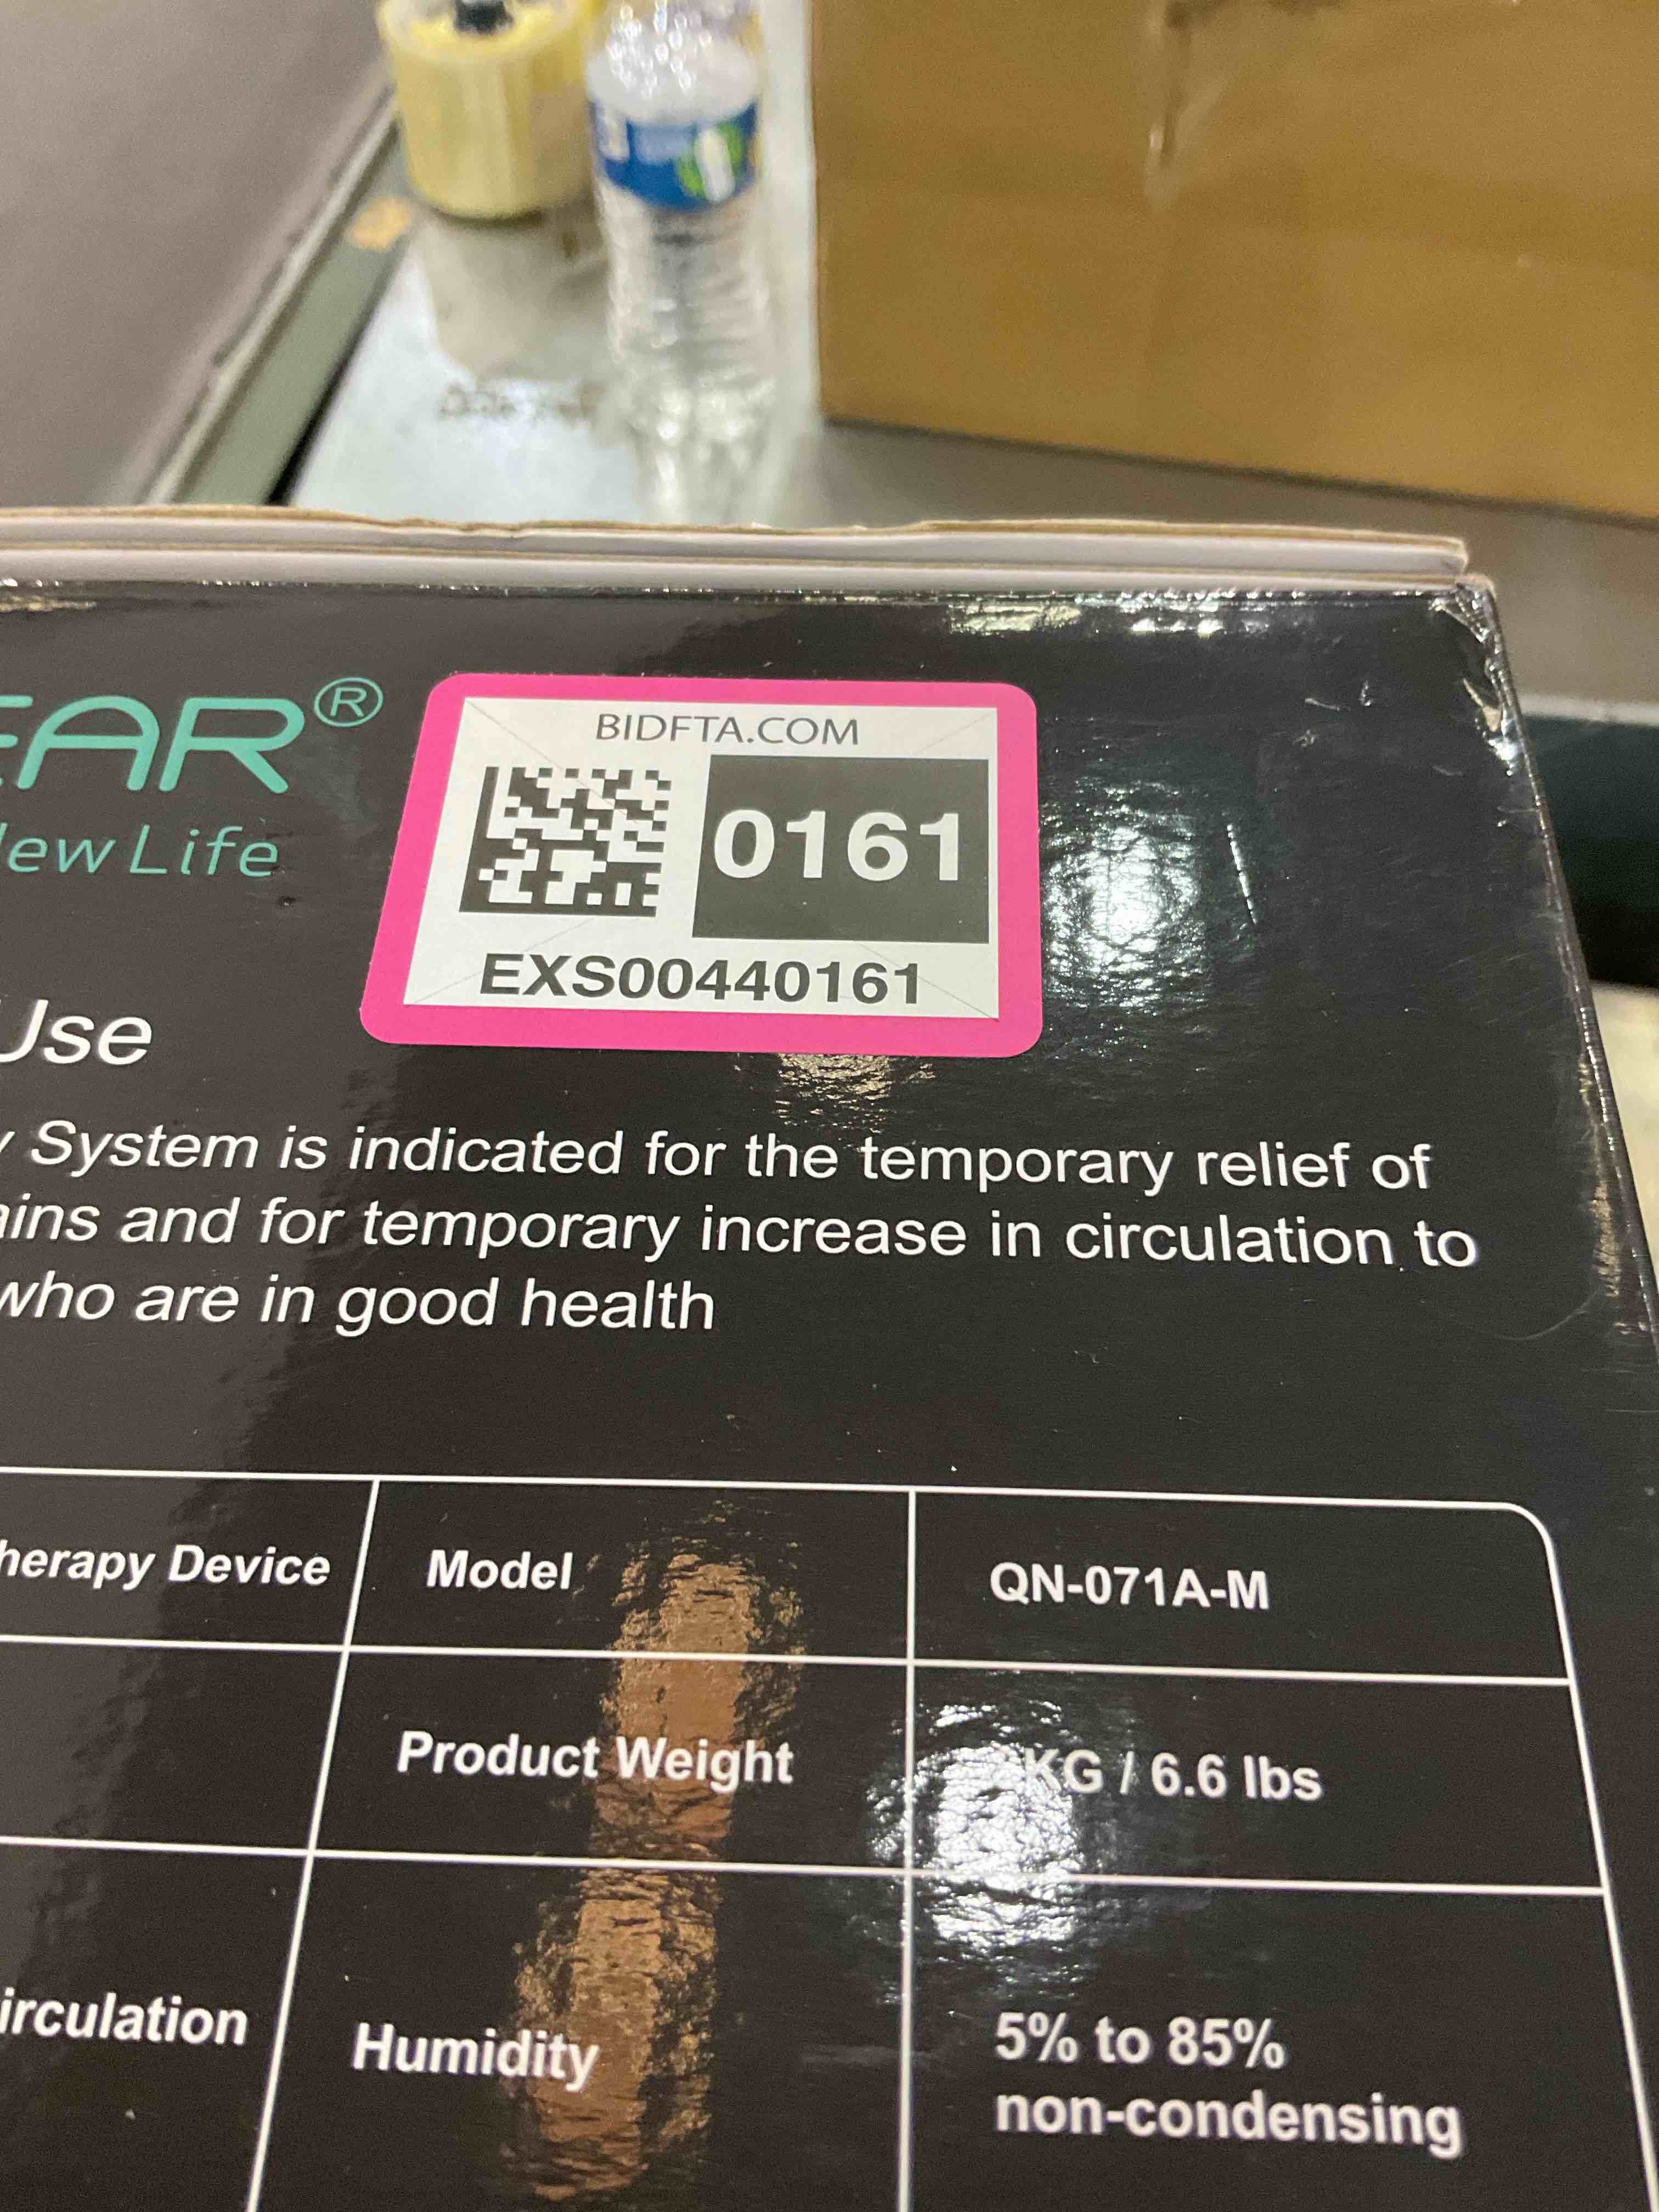 EAR®
New Life
BIDFTA.COM
0161
EXS00440161
Use
y System is indicated for the temporary relief of
ains and for temporary increase in circulation to
who are in good health
herapy Device
Model
QN-071A-M
Product Weight
KG / 6.6 lbs
irculation
Humidity
5% to 85%
non-condensing